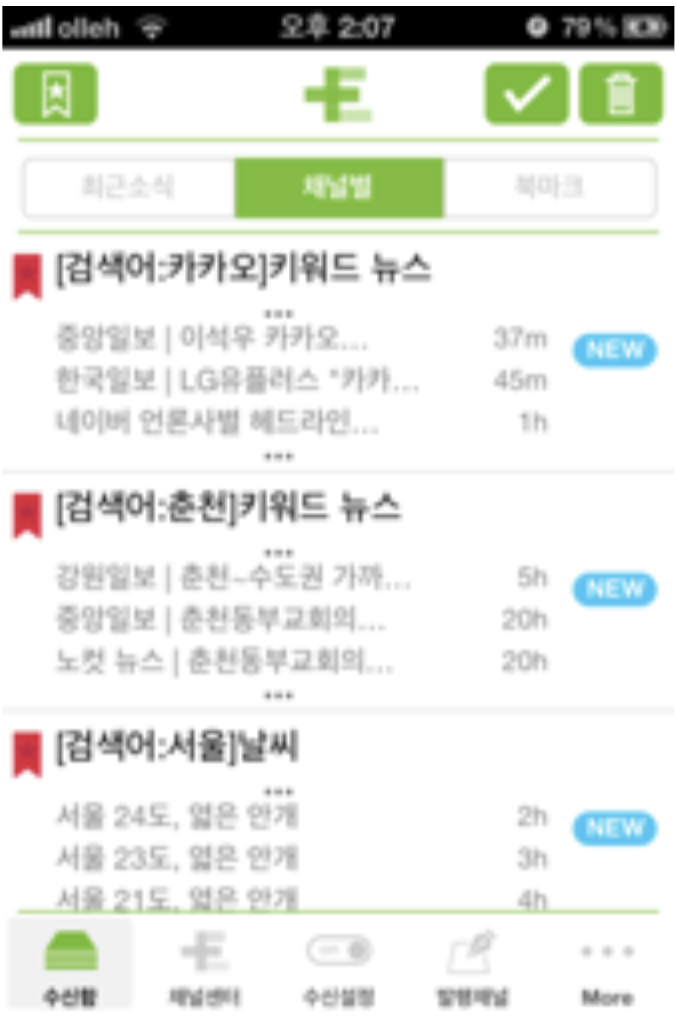 olleh 오후 2:07 79%
최근소식 채널별 북마크
[검색어:카카오]키워드 뉴스
...
중앙일보 | 이석우 카카오... 37m
NEW
한국일보 | LG유플러스 "카카... 45m
네이버 언론사별 헤드라인... 1h
...
[검색어:춘천]키워드 뉴스
...
강원일보 | 춘천~수도권 가까... 5h
NEW
중앙일보 | 춘천동부교회의... 20h
노컷 뉴스 | 춘천동부교회의... 20h
...
[검색어:서울]날씨
...
서울 24도, 엷은 안개 2h
NEW
서울 23도, 엷은 안개 3h
서울 21도, 엷은 안개 4h
수신함 채널센터 수신설정 발행채널 More